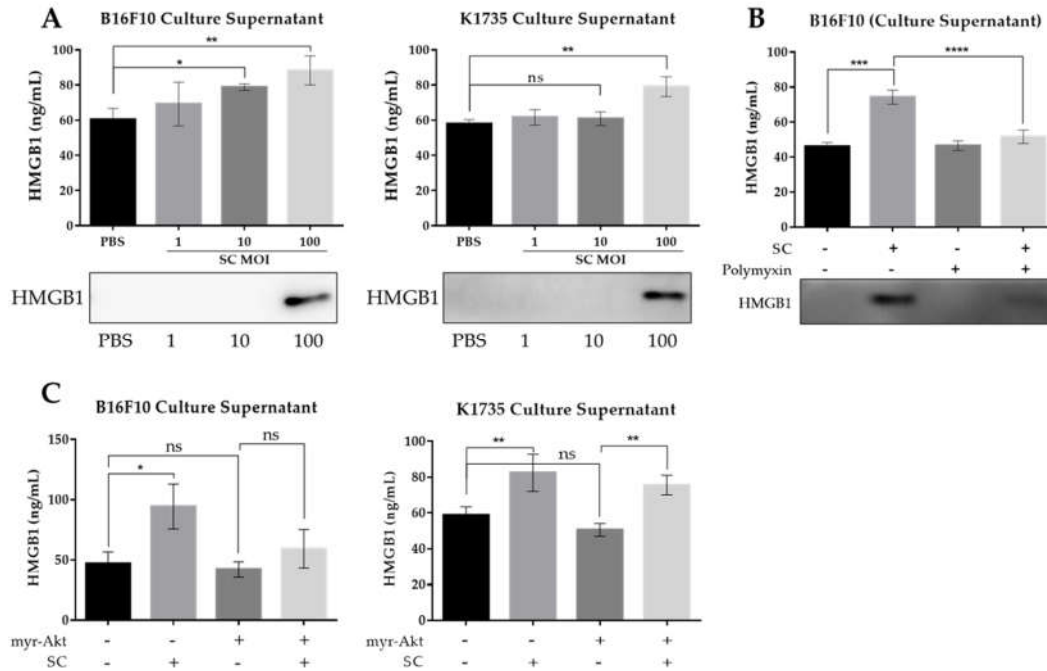 A
B16F10 Culture Supernatant
HMGB1 (ng/mL)
100
80
60
40
20
0
**
*
PBS 1 10 100
SC MOI
HMGB1
PBS 1 10 100
K1735 Culture Supernatant
HMGB1 (ng/mL)
100
80
60
40
20
0
**
ns
PBS 1 10 100
SC MOI
HMGB1
PBS 1 10 100
B
B16F10 (Culture Supernatant)
HMGB1 (ng/mL)
100
80
60
40
20
0
*** ****
SC - + - +
Polymyxin - - + +
HMGB1
C
B16F10 Culture Supernatant
HMGB1 (ng/mL)
150
100
50
0
ns
ns
*
myr-Akt - - + +
SC - + - +
K1735 Culture Supernatant
HMGB1 (ng/mL)
100
80
60
40
20
0
** **
ns
myr-Akt - - + +
SC - + - +